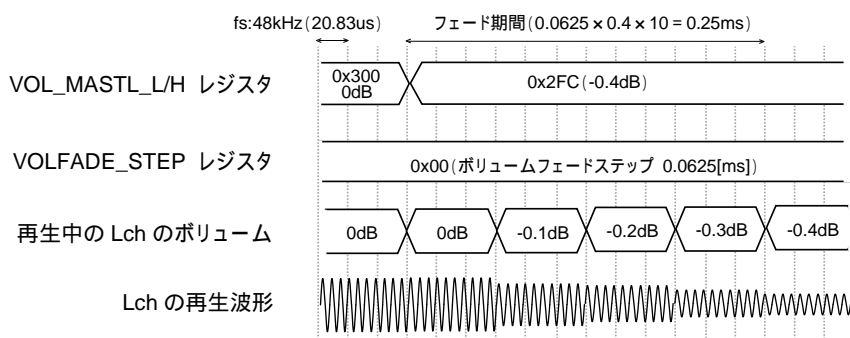 fs:48kHz(20.83us) フェード期間(0.0625×0.4×10=0.25ms)
VOL_MASTL_L/H レジスタ 0x300 0dB 0x2FC(-0.4dB)
VOLFADE_STEP レジスタ 0x00(ボリュームフェードステップ 0.0625[ms])
再生中の Lch のボリューム 0dB 0dB -0.1dB -0.2dB -0.3dB -0.4dB
Lch の再生波形